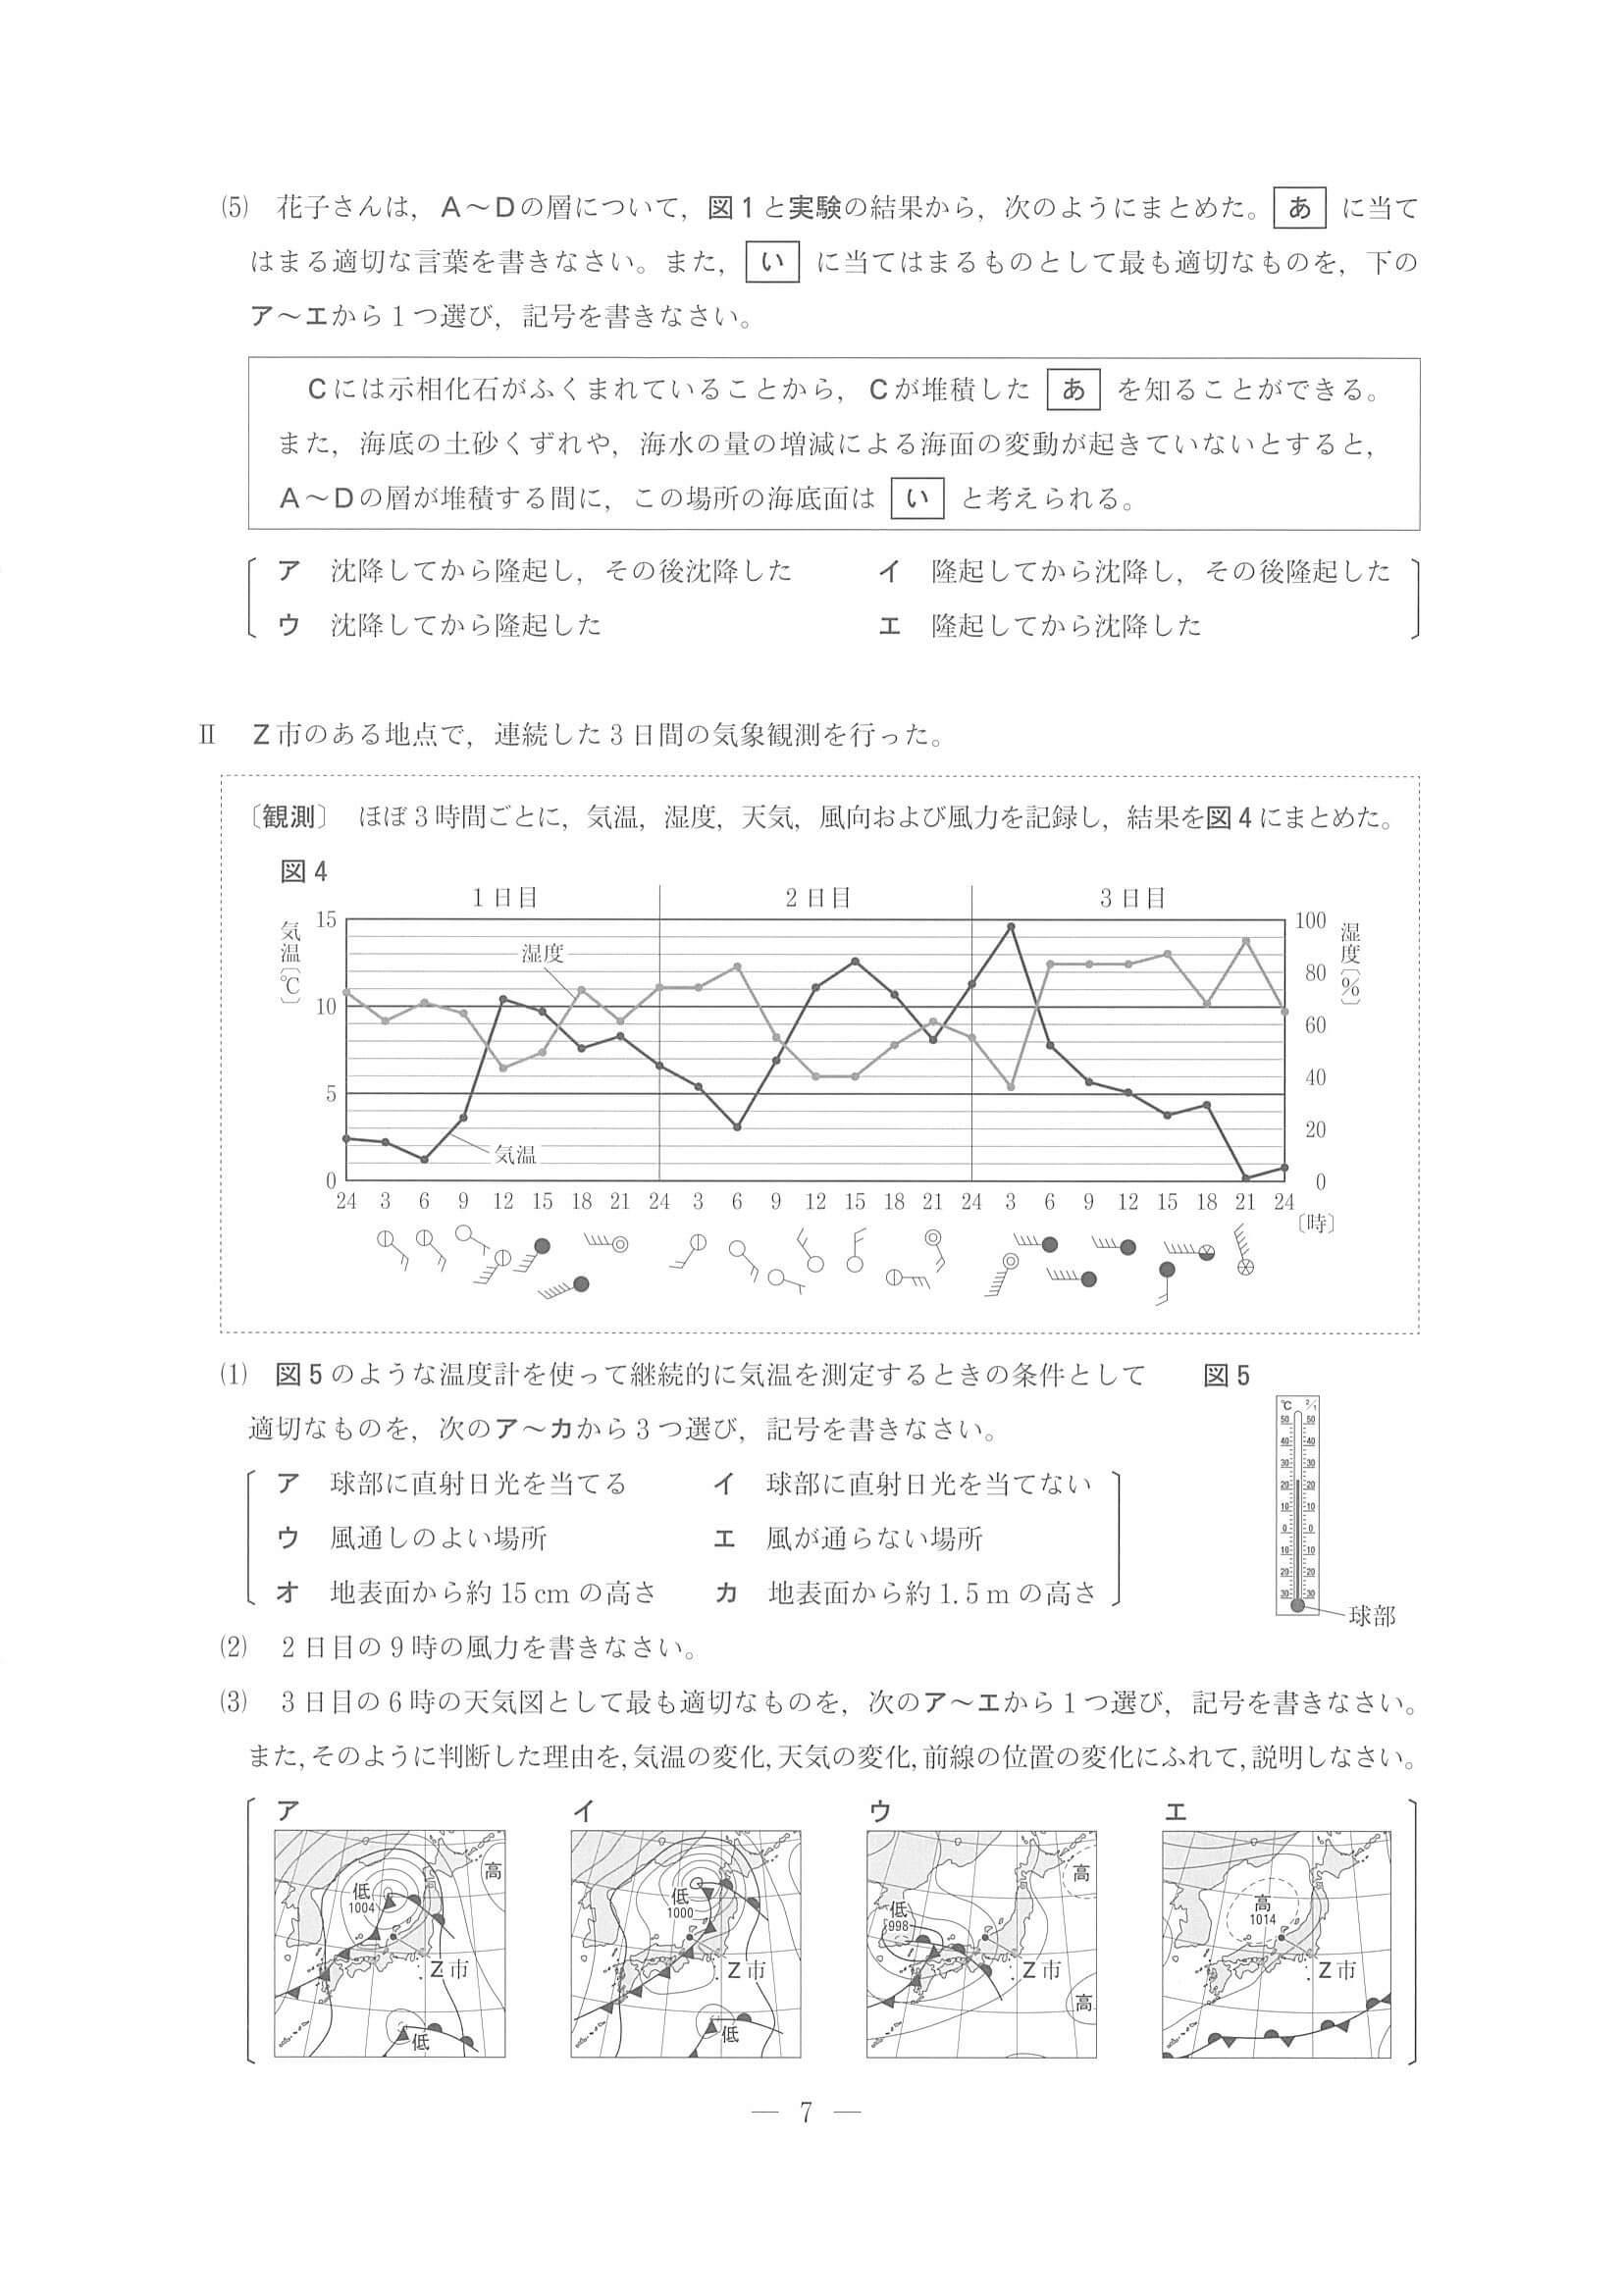 ⑸　花子さんは，A～Dの層について，図1と実験の結果から，次のようにまとめた。 あ に当て
はまる適切な言葉を書きなさい。また， い に当てはまるものとして最も適切なものを，下の
ア～エから1つ選び，記号を書きなさい。
Cには示相化石がふくまれていることから，Cが堆積した あ を知ることができる。
また，海底の土砂くずれや，海水の量の増減による海面の変動が起きていないとすると，
A～Dの層が堆積する間に，この場所の海底面は い と考えられる。
ア　沈降してから隆起し，その後沈降した　イ　隆起してから沈降し，その後隆起した
ウ　沈降してから隆起した　エ　隆起してから沈降した
Ⅱ　Z市のある地点で，連続した3日間の気象観測を行った。
〔観測〕　ほぼ3時間ごとに，気温，湿度，天気，風向および風力を記録し，結果を図4にまとめた。
図4
1日目　2日目　3日目
気温〔℃〕
15
10
5
0
湿度
気温
100
80
60
40
20
0
湿度〔%〕
24 3 6 9 12 15 18 21 24 3 6 9 12 15 18 21 24 3 6 9 12 15 18 21 24
〔時〕
⑴　図5のような温度計を使って継続的に気温を測定するときの条件として
適切なものを，次のア～カから3つ選び，記号を書きなさい。
ア　球部に直射日光を当てる　イ　球部に直射日光を当てない
ウ　風通しのよい場所　エ　風が通らない場所
オ　地表面から約15 cmの高さ　カ　地表面から約1.5 mの高さ
図5
℃
50 50
40 40
30 30
20 20
10 10
0 0
10 10
20 20
30 30
球部
⑵　2日目の9時の風力を書きなさい。
⑶　3日目の6時の天気図として最も適切なものを，次のア～エから1つ選び，記号を書きなさい。
また，そのように判断した理由を，気温の変化，天気の変化，前線の位置の変化にふれて，説明しなさい。
ア
高
低
1004
Z市
低
イ
低
1000
Z市
低
ウ
高
低
998
Z市
高
エ
高
1014
Z市
— 7 —